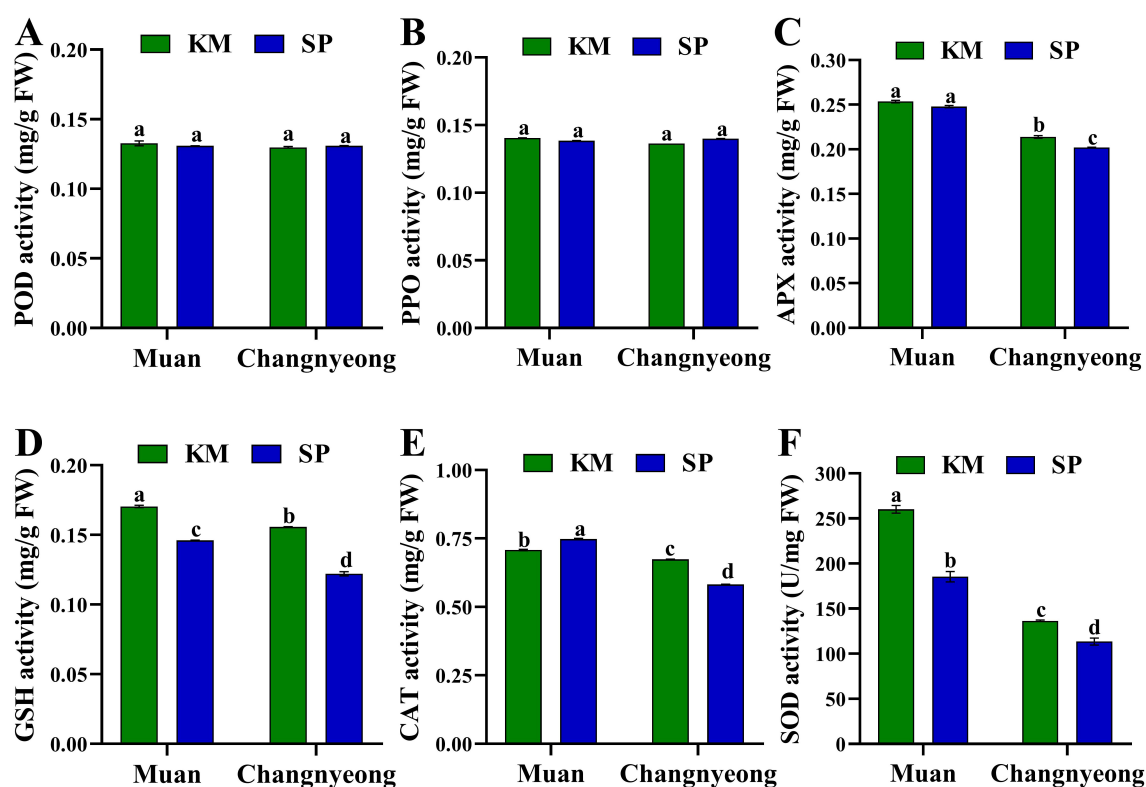 A
KM SP
POD activity (mg/g FW)
0.20
0.15
0.10
0.05
0.00
a a a a
Muan Changnyeong
B
KM SP
PPO activity (mg/g FW)
0.20
0.15
0.10
0.05
0.00
a a a a
Muan Changnyeong
C
KM SP
APX activity (mg/g FW)
0.30
0.25
0.20
0.15
0.10
0.05
0.00
a a b c
Muan Changnyeong
D
KM SP
GSH activity (mg/g FW)
0.20
0.15
0.10
0.05
0.00
a c b d
Muan Changnyeong
E
KM SP
CAT activity (mg/g FW)
1.00
0.75
0.50
0.25
0.00
b a c d
Muan Changnyeong
F
KM SP
SOD activity (U/mg FW)
300
250
200
150
100
50
0
a b c d
Muan Changnyeong